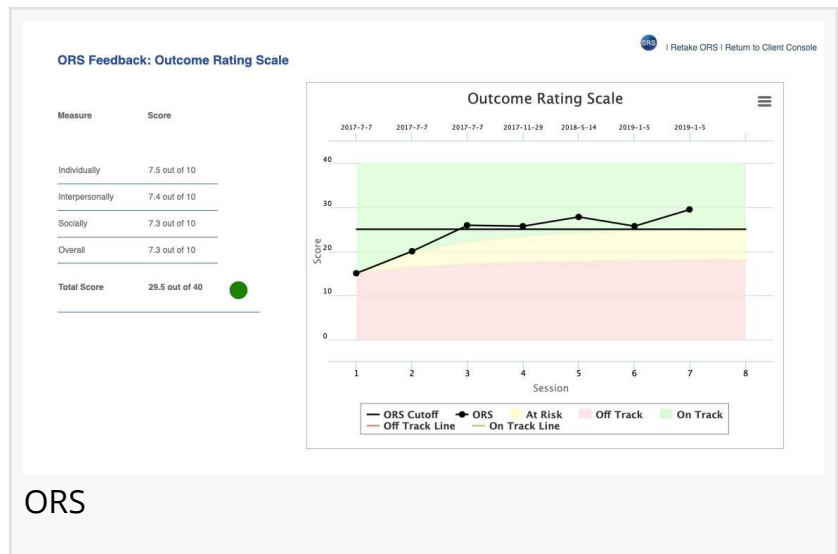 SRS | Retake ORS | Return to Client Console
ORS Feedback: Outcome Rating Scale
Measure Score
Individually 7.5 out of 10
Interpersonally 7.4 out of 10
Socially 7.3 out of 10
Overall 7.3 out of 10
Total Score 29.5 out of 40
Outcome Rating Scale
2017-7-7 2017-7-7 2017-7-7 2017-11-29 2018-5-14 2019-1-5 2019-1-5
40
30
20
10
0
Score
1 2 3 4 5 6 7 8
Session
ORS Cutoff ORS At Risk Off Track On Track
Off Track Line On Track Line
ORS